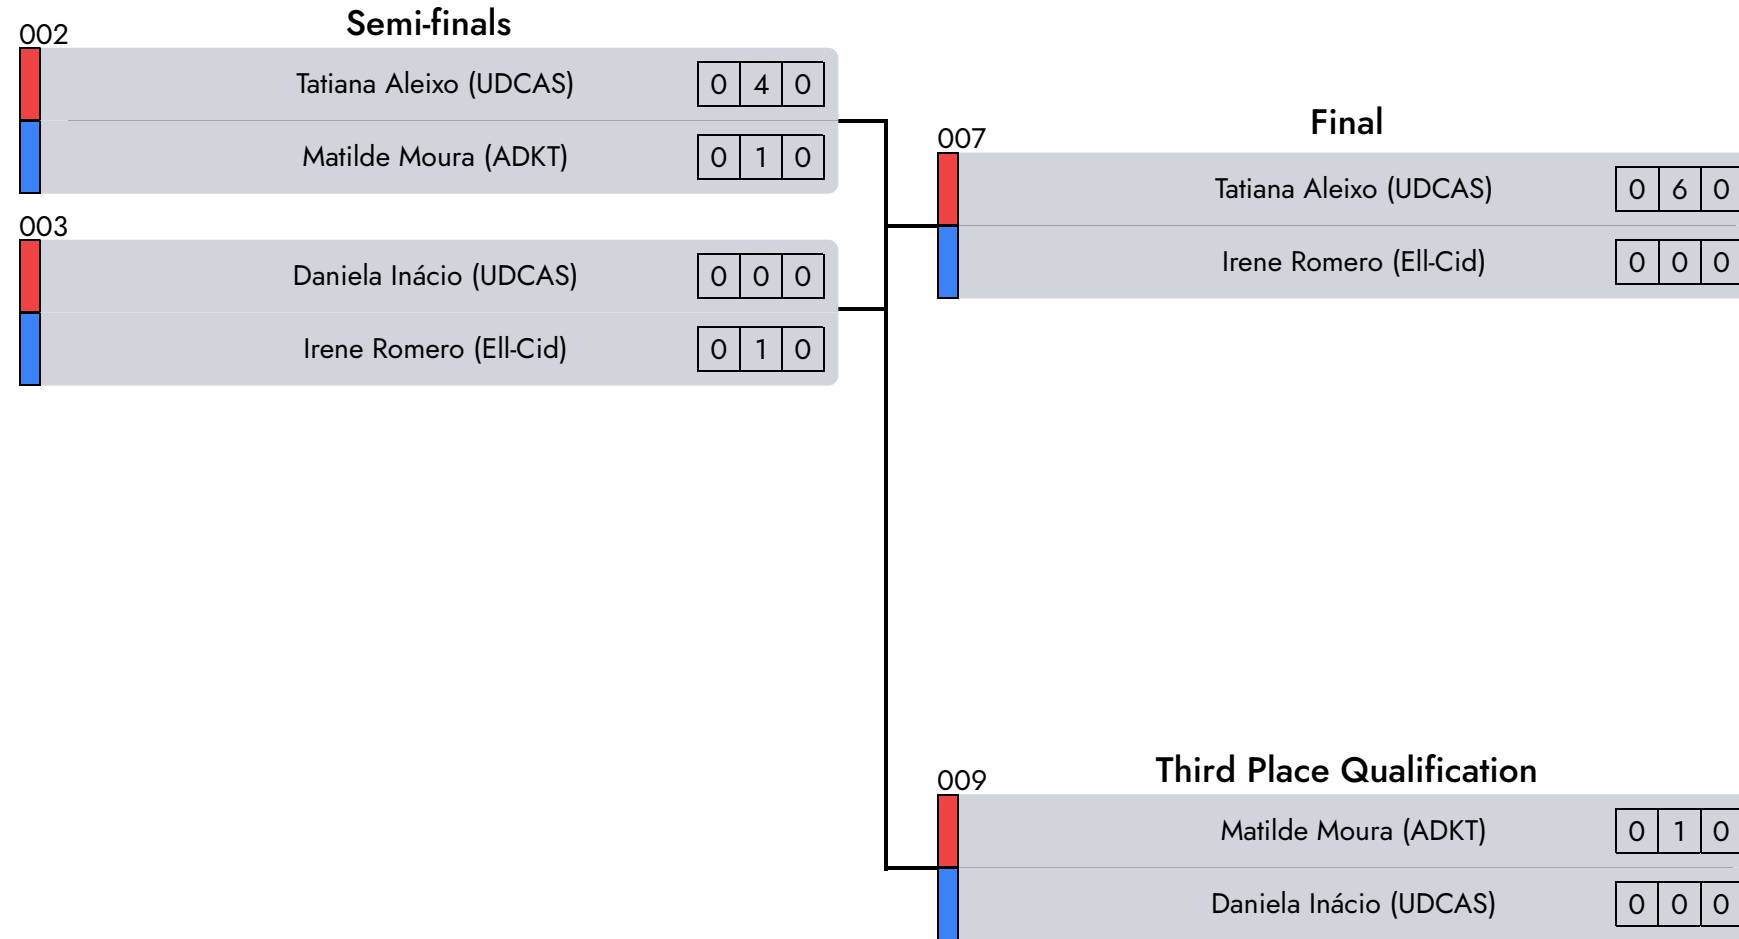 Semi-finals
002
Tatiana Aleixo (UDCAS) 0 4 0
Matilde Moura (ADKT) 0 1 0
003
Daniela Inácio (UDCAS) 0 0 0
Irene Romero (Ell-Cid) 0 1 0
Final
007
Tatiana Aleixo (UDCAS) 0 6 0
Irene Romero (Ell-Cid) 0 0 0
Third Place Qualification
009
Matilde Moura (ADKT) 0 1 0
Daniela Inácio (UDCAS) 0 0 0